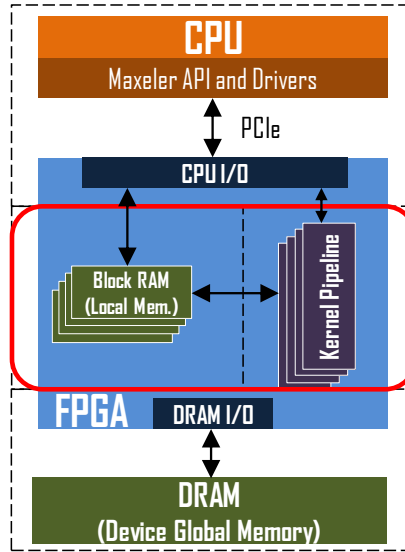 CPU
Maxeler API and Drivers
PCIe
CPU I/O
Block RAM
(Local Mem.)
Kernel Pipeline
FPGA
DRAM I/O
DRAM
(Device Global Memory)